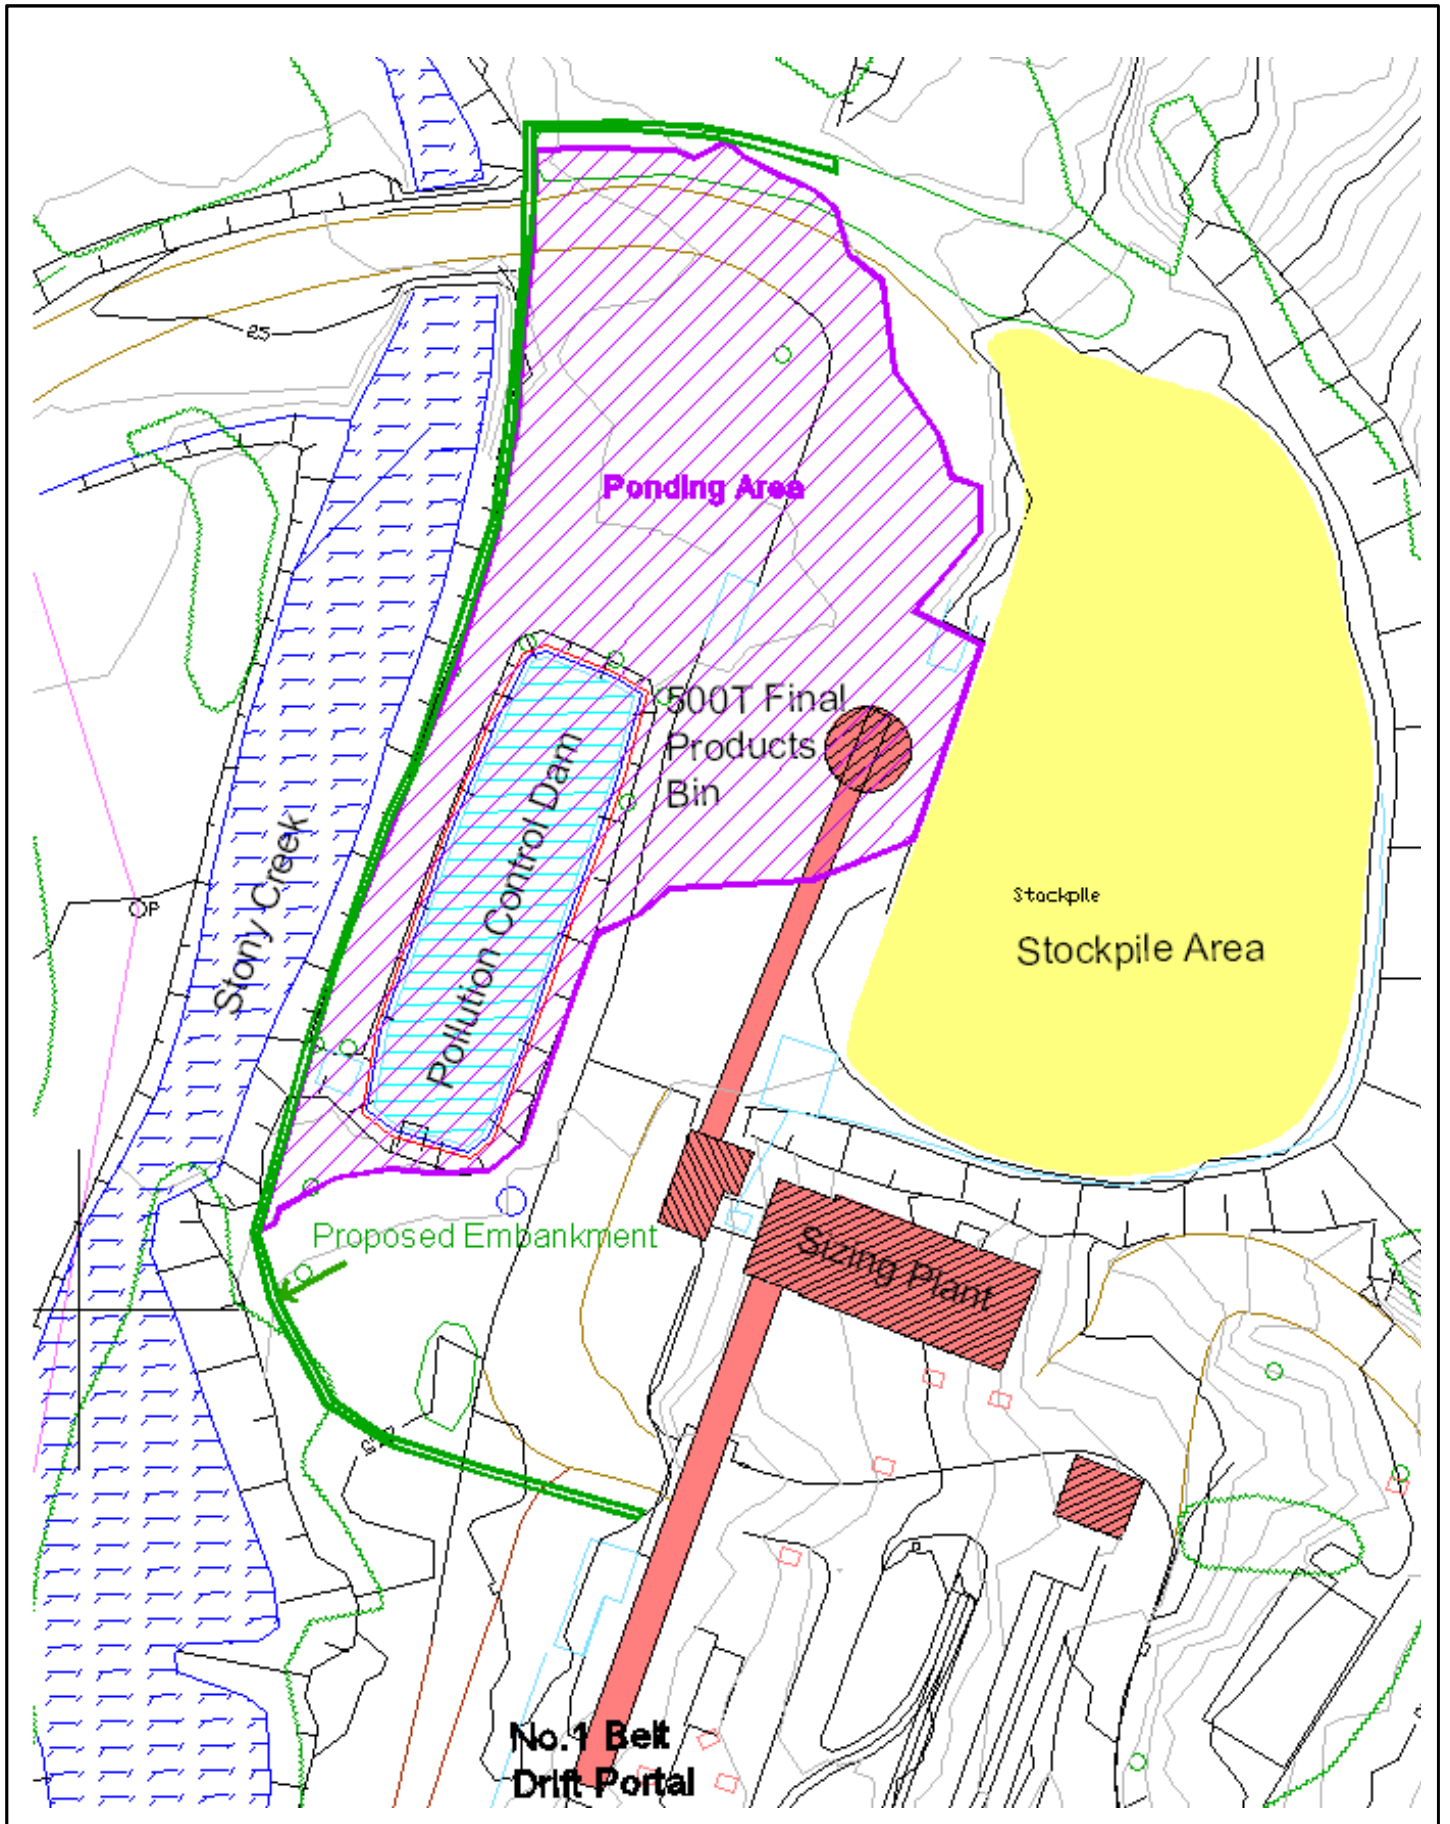 25
Ponding Area
500T Final
Products
Bin
Pollution Control Dam
Stony Creek
P
Stockpile
Stockpile Area
Proposed Embankment
Sizing Plant
No.1 Belt
Drift Portal